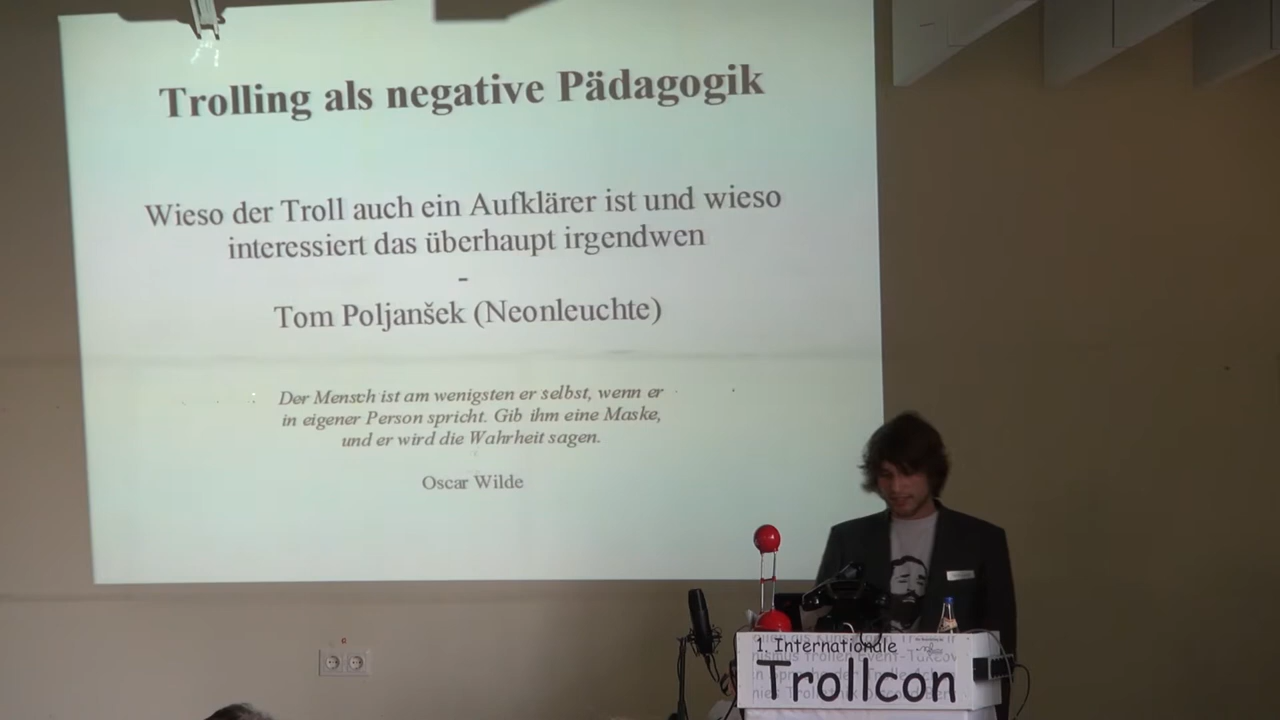 Trolling als negative Pädagogik
Wieso der Troll auch ein Aufklärer ist und wieso
interessiert das überhaupt irgendwen
-
Tom Poljanšek (Neonleuchte)
Der Mensch ist am wenigsten er selbst, wenn er
in eigener Person spricht. Gib ihm eine Maske,
und er wird die Wahrheit sagen.
Oscar Wilde
1. Internationale
Trollcon